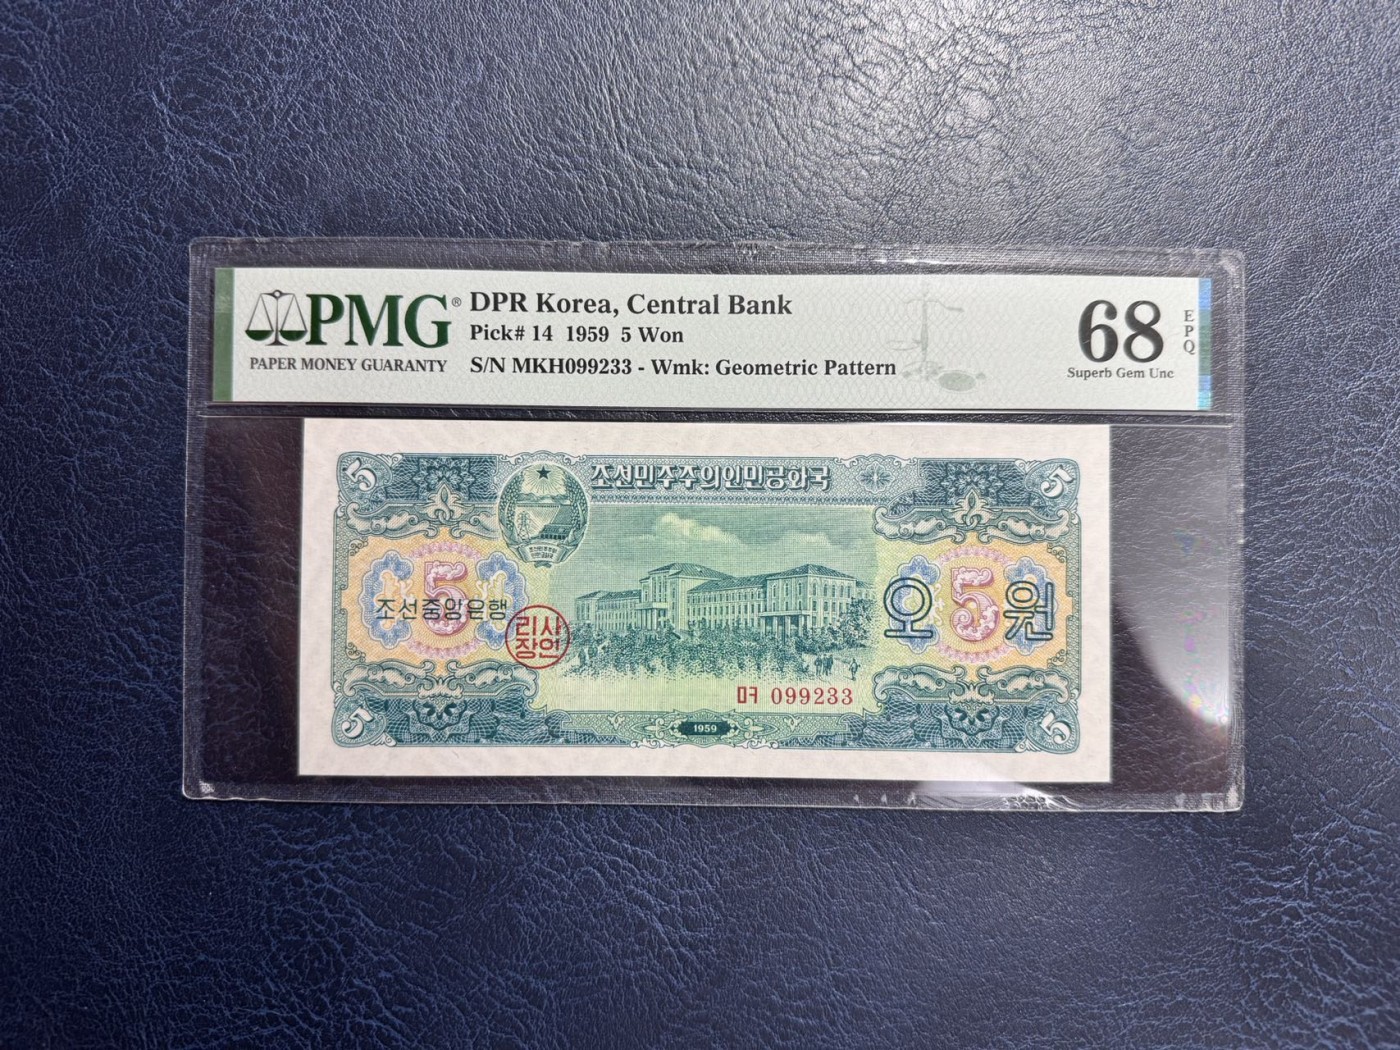 PMG®
PAPER MONEY GUARANTY
DPR Korea, Central Bank
Pick# 14 1959 5 Won
S/N MKH099233 - Wmk: Geometric Pattern
68
EPQ
Superb Gem Unc
5
조선민주주의인민공화국
5
5
조선중앙은행
리사
장인
오 5 원
먀 099233
5
1959
5